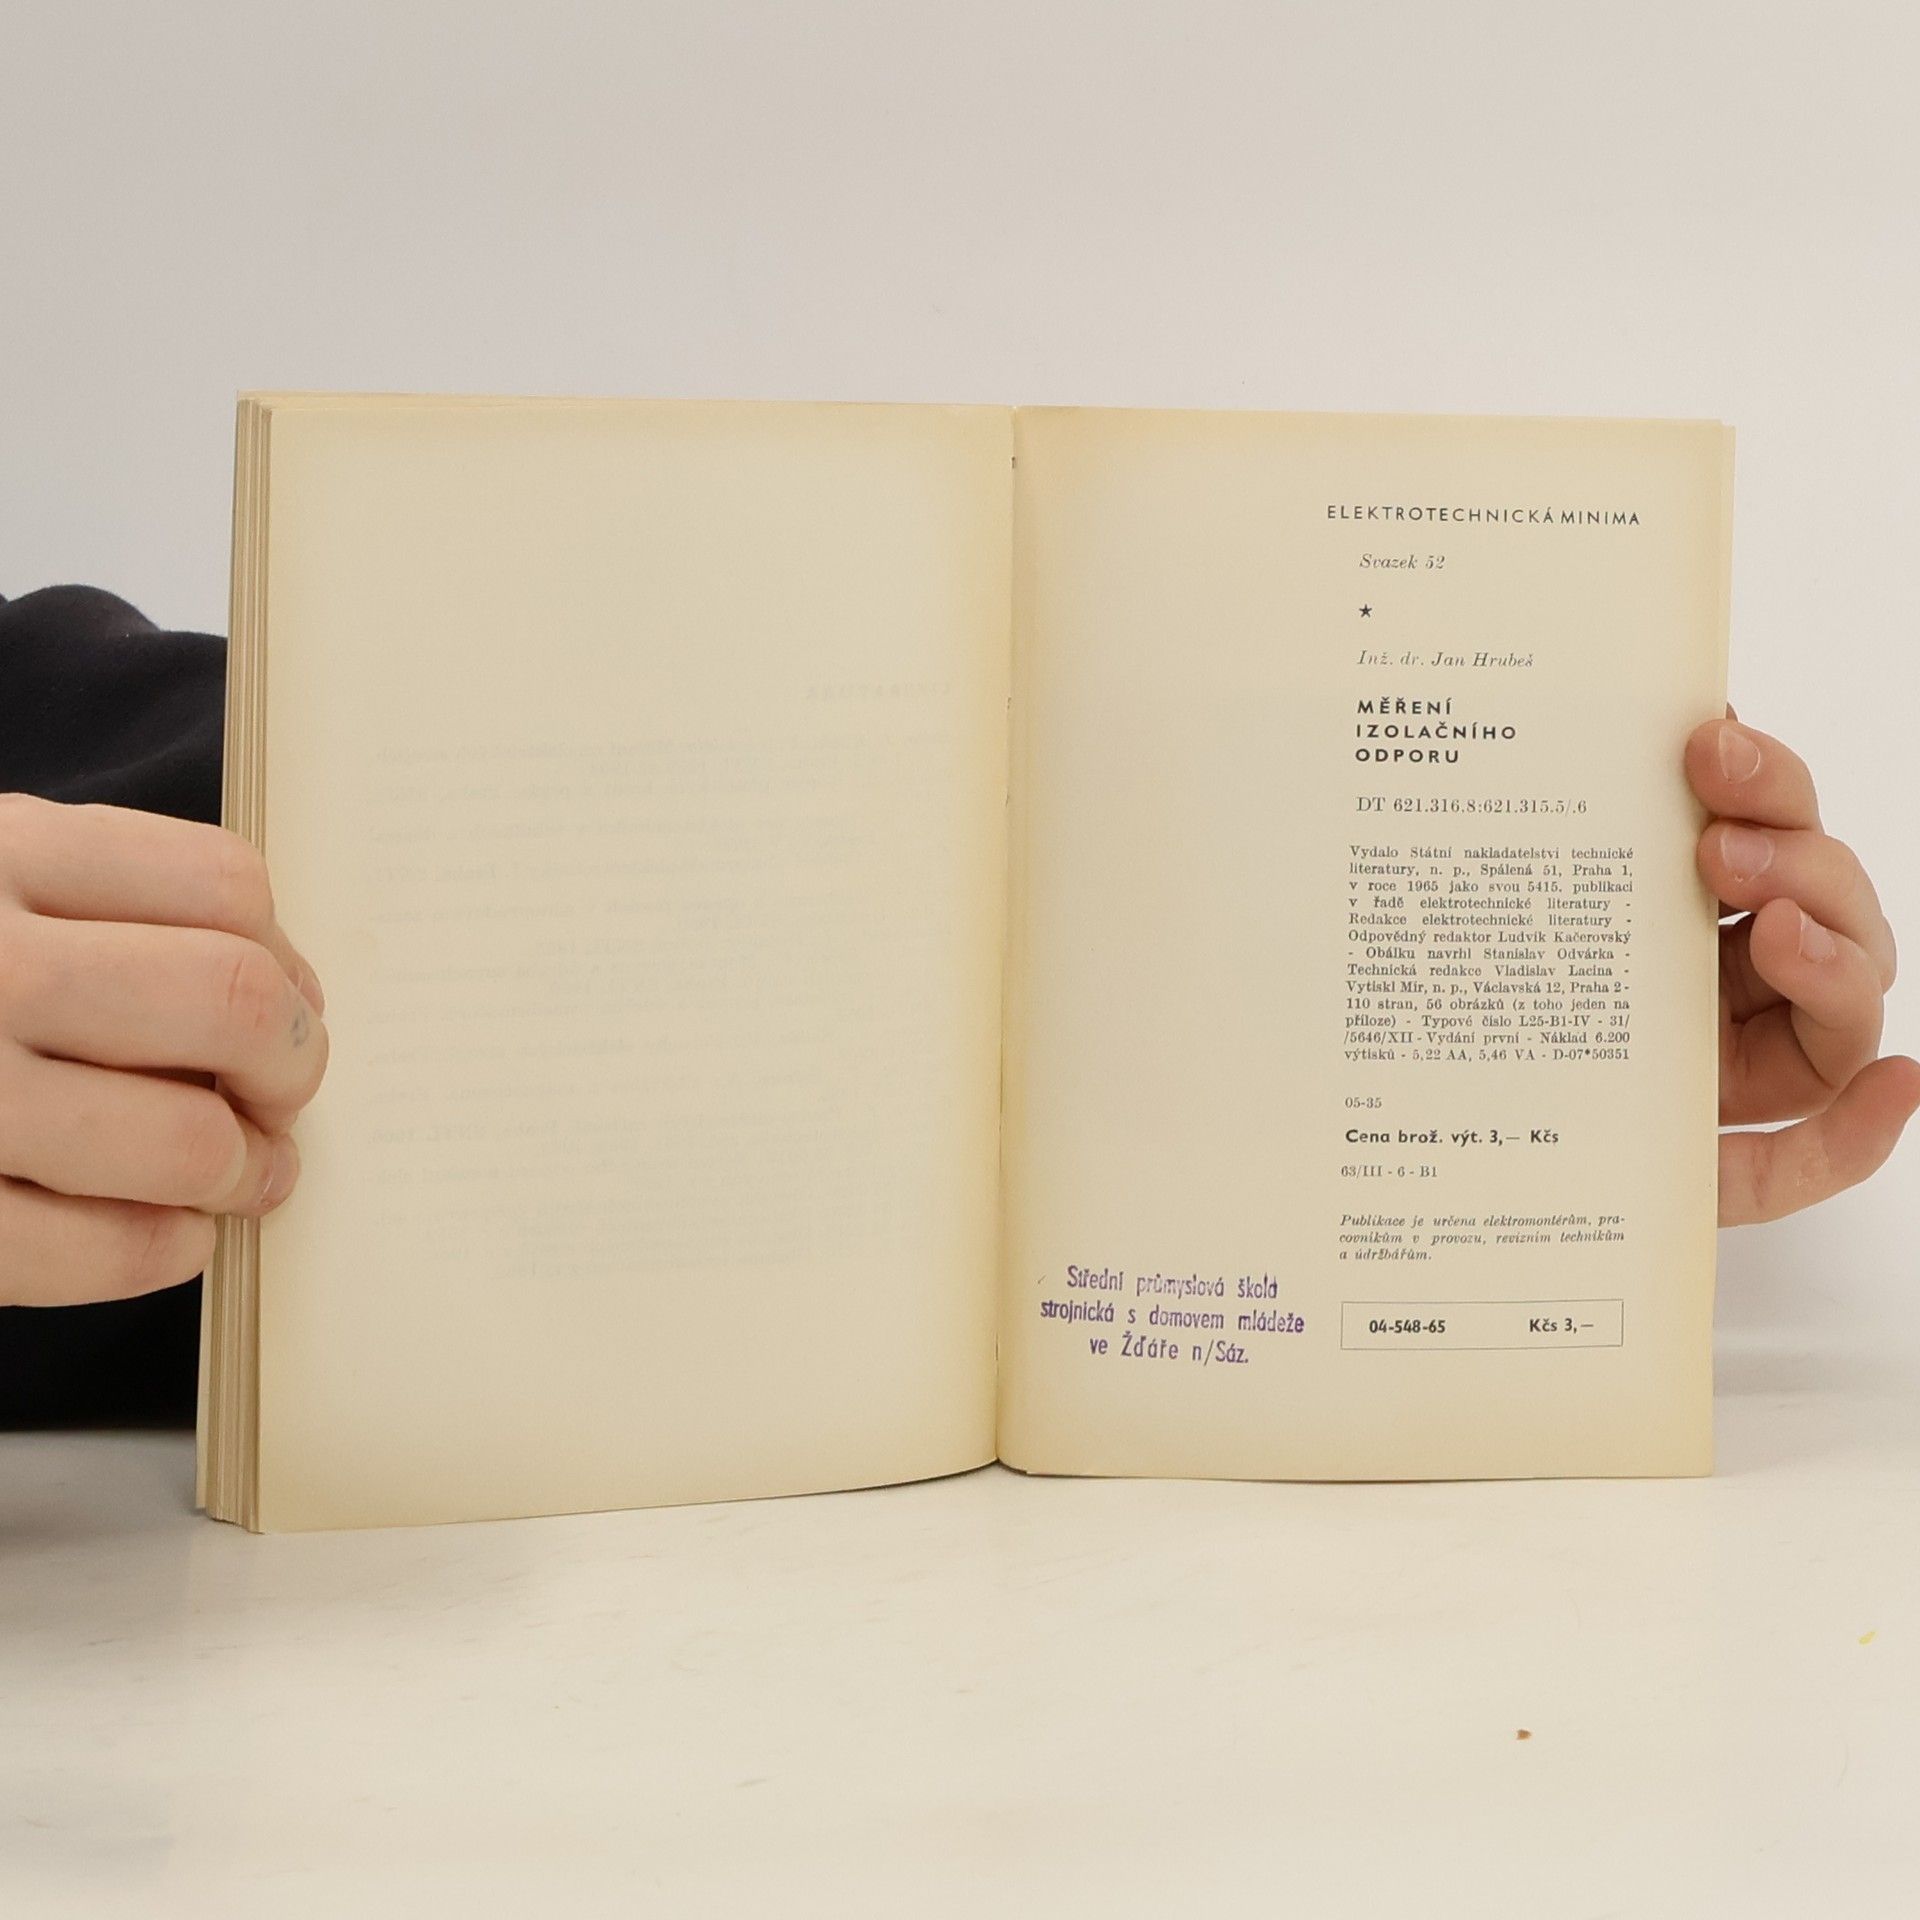 ELEKTROTECHNICKÁ MINIMA
Svazek 52
★
Inž. dr. Jan Hrubeš
MĚŘENÍ
IZOLAČNÍHO
ODPORU
DT 621.316.8:621.315.5/.6
Vydalo Státní nakladatelství technické
literatury, n. p., Spálená 51, Praha 1,
v roce 1965 jako svou 5415. publikaci
v řadě elektrotechnické literatury -
Redakce elektrotechnické literatury -
Odpovědný redaktor Ludvík Kačerovský
- Obálku navrhl Stanislav Odvárka -
Technická redakce Vladislav Lacina -
Vytiskl Mír, n. p., Václavská 12, Praha 2 -
110 stran, 56 obrázků (z toho jeden na
příloze) - Typové číslo L25-B1-IV - 31/
/5646/XII - Vydání první - Náklad 6.200
výtisků - 5,22 AA, 5,46 VA - D-07*50351
05-35
Cena brož. výt. 3,— Kčs
63/III - 6 - B1
Publikace je určena elektromontérům, pra-
covníkům v provozu, revizním technikům
a údržbářům.
Střední průmyslová škola
strojnická s domovem mládeže
ve Žďáře n/Sáz.
04-548-65 Kčs 3,—